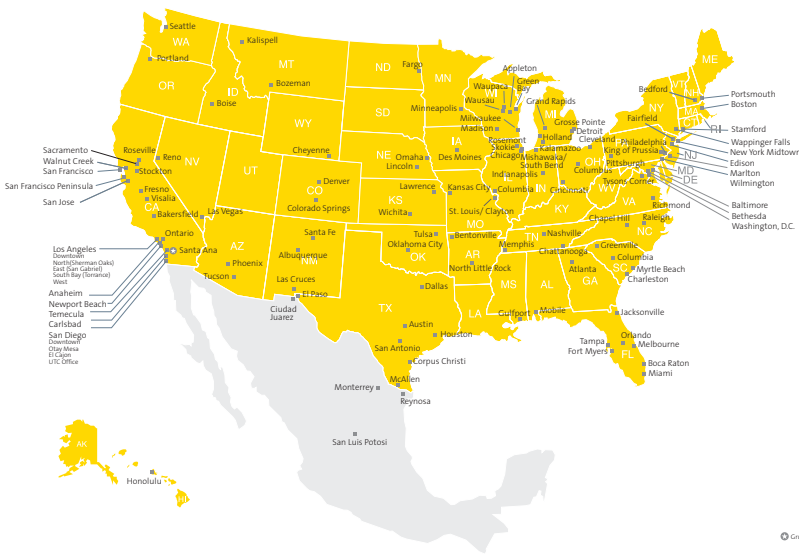 Seattle
WA
Portland
OR
Kalispell
MT
Bozeman
ID
Boise
WY
Cheyenne
ND
Fargo
SD
NE
Omaha
Lincoln
MN
Minneapolis
Appleton
Green
Bay
Waupaca
WI
Wausau
Milwaukee
Madison
Grand Rapids
MI
Grosse Pointe
Detroit
Cleveland
Holland
Kalamazoo
Rosemont
Skokie
Chicago
Mishawaka/
South Bend
IA
Des Moines
Indianapolis
IN
Cincinnati
OH
Columbus
Pittsburgh
King of Prussia
Philadelphia
Fairfield
Bedford
NY
VT
NH
ME
MA
CT
RI
NJ
MD
DE
Portsmouth
Boston
Stamford
Wappinger Falls
New York Midtown
Edison
Marlton
Wilmington
Baltimore
Bethesda
Washington, D.C.
Tysons Corner
WV
VA
Richmond
Chapel Hill
Raleigh
NC
Sacramento
Walnut Creek
San Francisco
San Francisco Peninsula
San Jose
Roseville
Stockton
Reno
NV
Fresno
Visalia
CA
Bakersfield
Las Vegas
UT
CO
Denver
Colorado Springs
Lawrence
KS
Wichita
Kansas City
Columbia
St. Louis/ Clayton
MO
KY
Nashville
TN
Memphis
Chattanooga
Greenville
Columbia
SC
Myrtle Beach
Charleston
Ontario
Santa Ana
Los Angeles
Downtown
North(Sherman Oaks)
East (San Gabriel)
South Bay (Torrance)
West
Anaheim
Newport Beach
Temecula
Carlsbad
San Diego
Downtown
Otay Mesa
El Cajon
UTC Office
AZ
Phoenix
Tucson
Santa Fe
Albuquerque
NM
Las Cruces
El Paso
Ciudad
Juarez
Tulsa
Oklahoma City
OK
Bentonville
AR
North Little Rock
Dallas
TX
Austin
Houston
San Antonio
Corpus Christi
McAllen
Reynosa
Monterrey
San Luis Potosi
LA
MS
AL
GA
Atlanta
Gulfport
Mobile
Jacksonville
Orlando
Melbourne
Tampa
Fort Myers
FL
Boca Raton
Miami
AK
Honolulu
HI
Gr